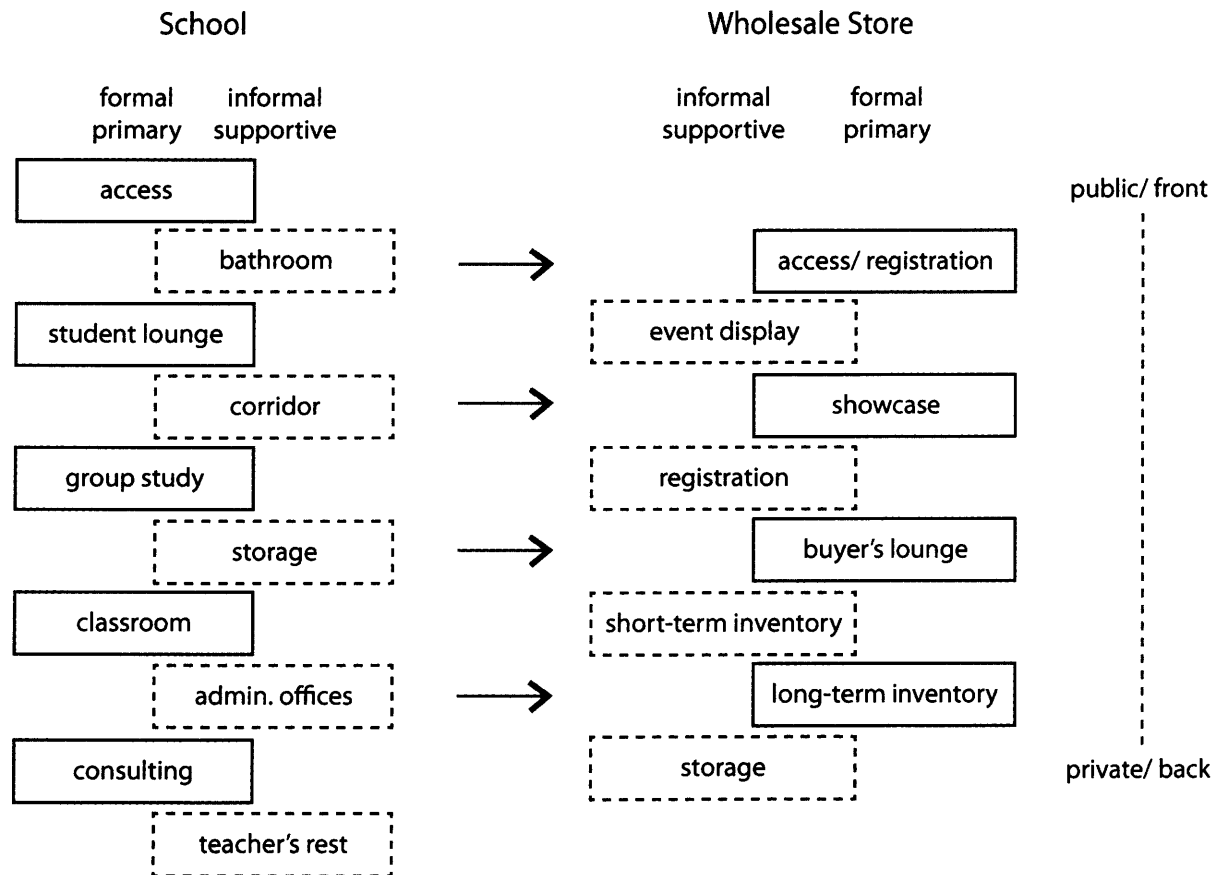 School
Wholesale Store
formal informal
primary supportive
informal formal
supportive primary
access
public/ front
bathroom
access/ registration
student lounge
event display
corridor
showcase
group study
registration
storage
buyer's lounge
classroom
short-term inventory
admin. offices
long-term inventory
consulting
storage
private/ back
teacher's rest